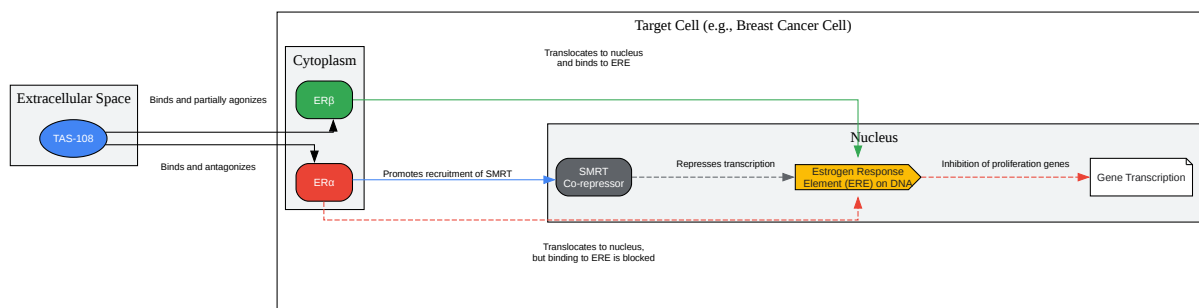 Target Cell (e.g., Breast Cancer Cell)
Translocates to nucleus
and binds to ERE
Cytoplasm
Extracellular Space
ERβ
Binds and partially agonizes
TAS-108
Nucleus
Binds and antagonizes
ERα
Promotes recruitment of SMRT
SMRT
Co-repressor
Represses transcription
Estrogen Response
Element (ERE) on DNA
Inhibition of proliferation genes
Gene Transcription
Translocates to nucleus,
but binding to ERE is blocked